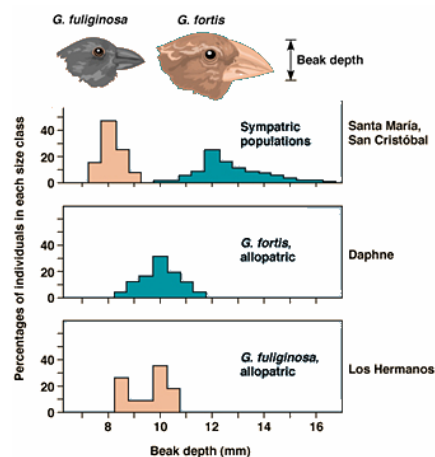 G. fuliginosa
G. fortis
Beak depth
Percentages of individuals in each size class
40
20
0
Sympatric
populations
Santa María,
San Cristóbal
40
20
0
G. fortis,
allopatric
Daphne
40
20
0
G. fuliginosa,
allopatric
Los Hermanos
8
10
12
14
16
Beak depth (mm)